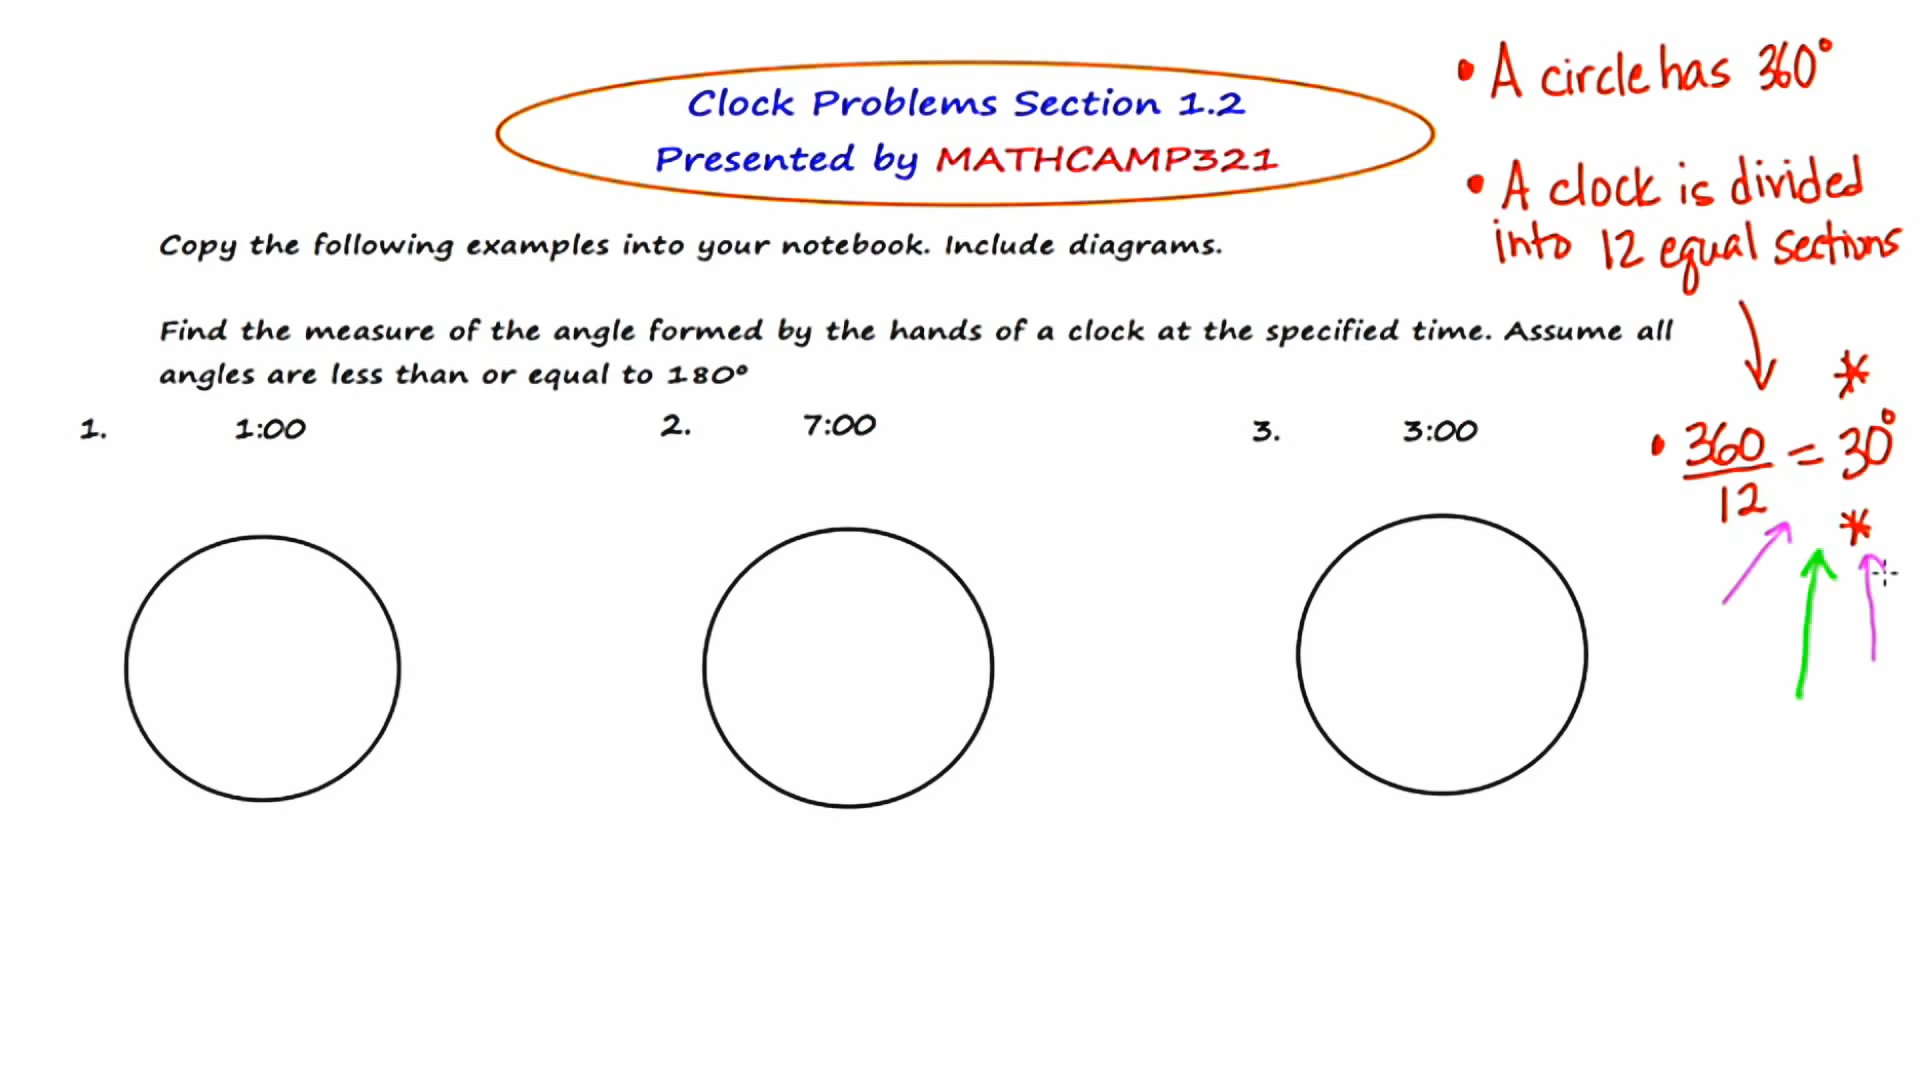 Clock Problems Section 1.2
Presented by MATHCAMP321
Copy the following examples into your notebook. Include diagrams.
Find the measure of the angle formed by the hands of a clock at the specified time. Assume all
angles are less than or equal to 180°
1. 1:00
2. 7:00
3. 3:00
• A circle has 360°
• A clock is divided
into 12 equal sections
*
• 360/12 = 30°
*